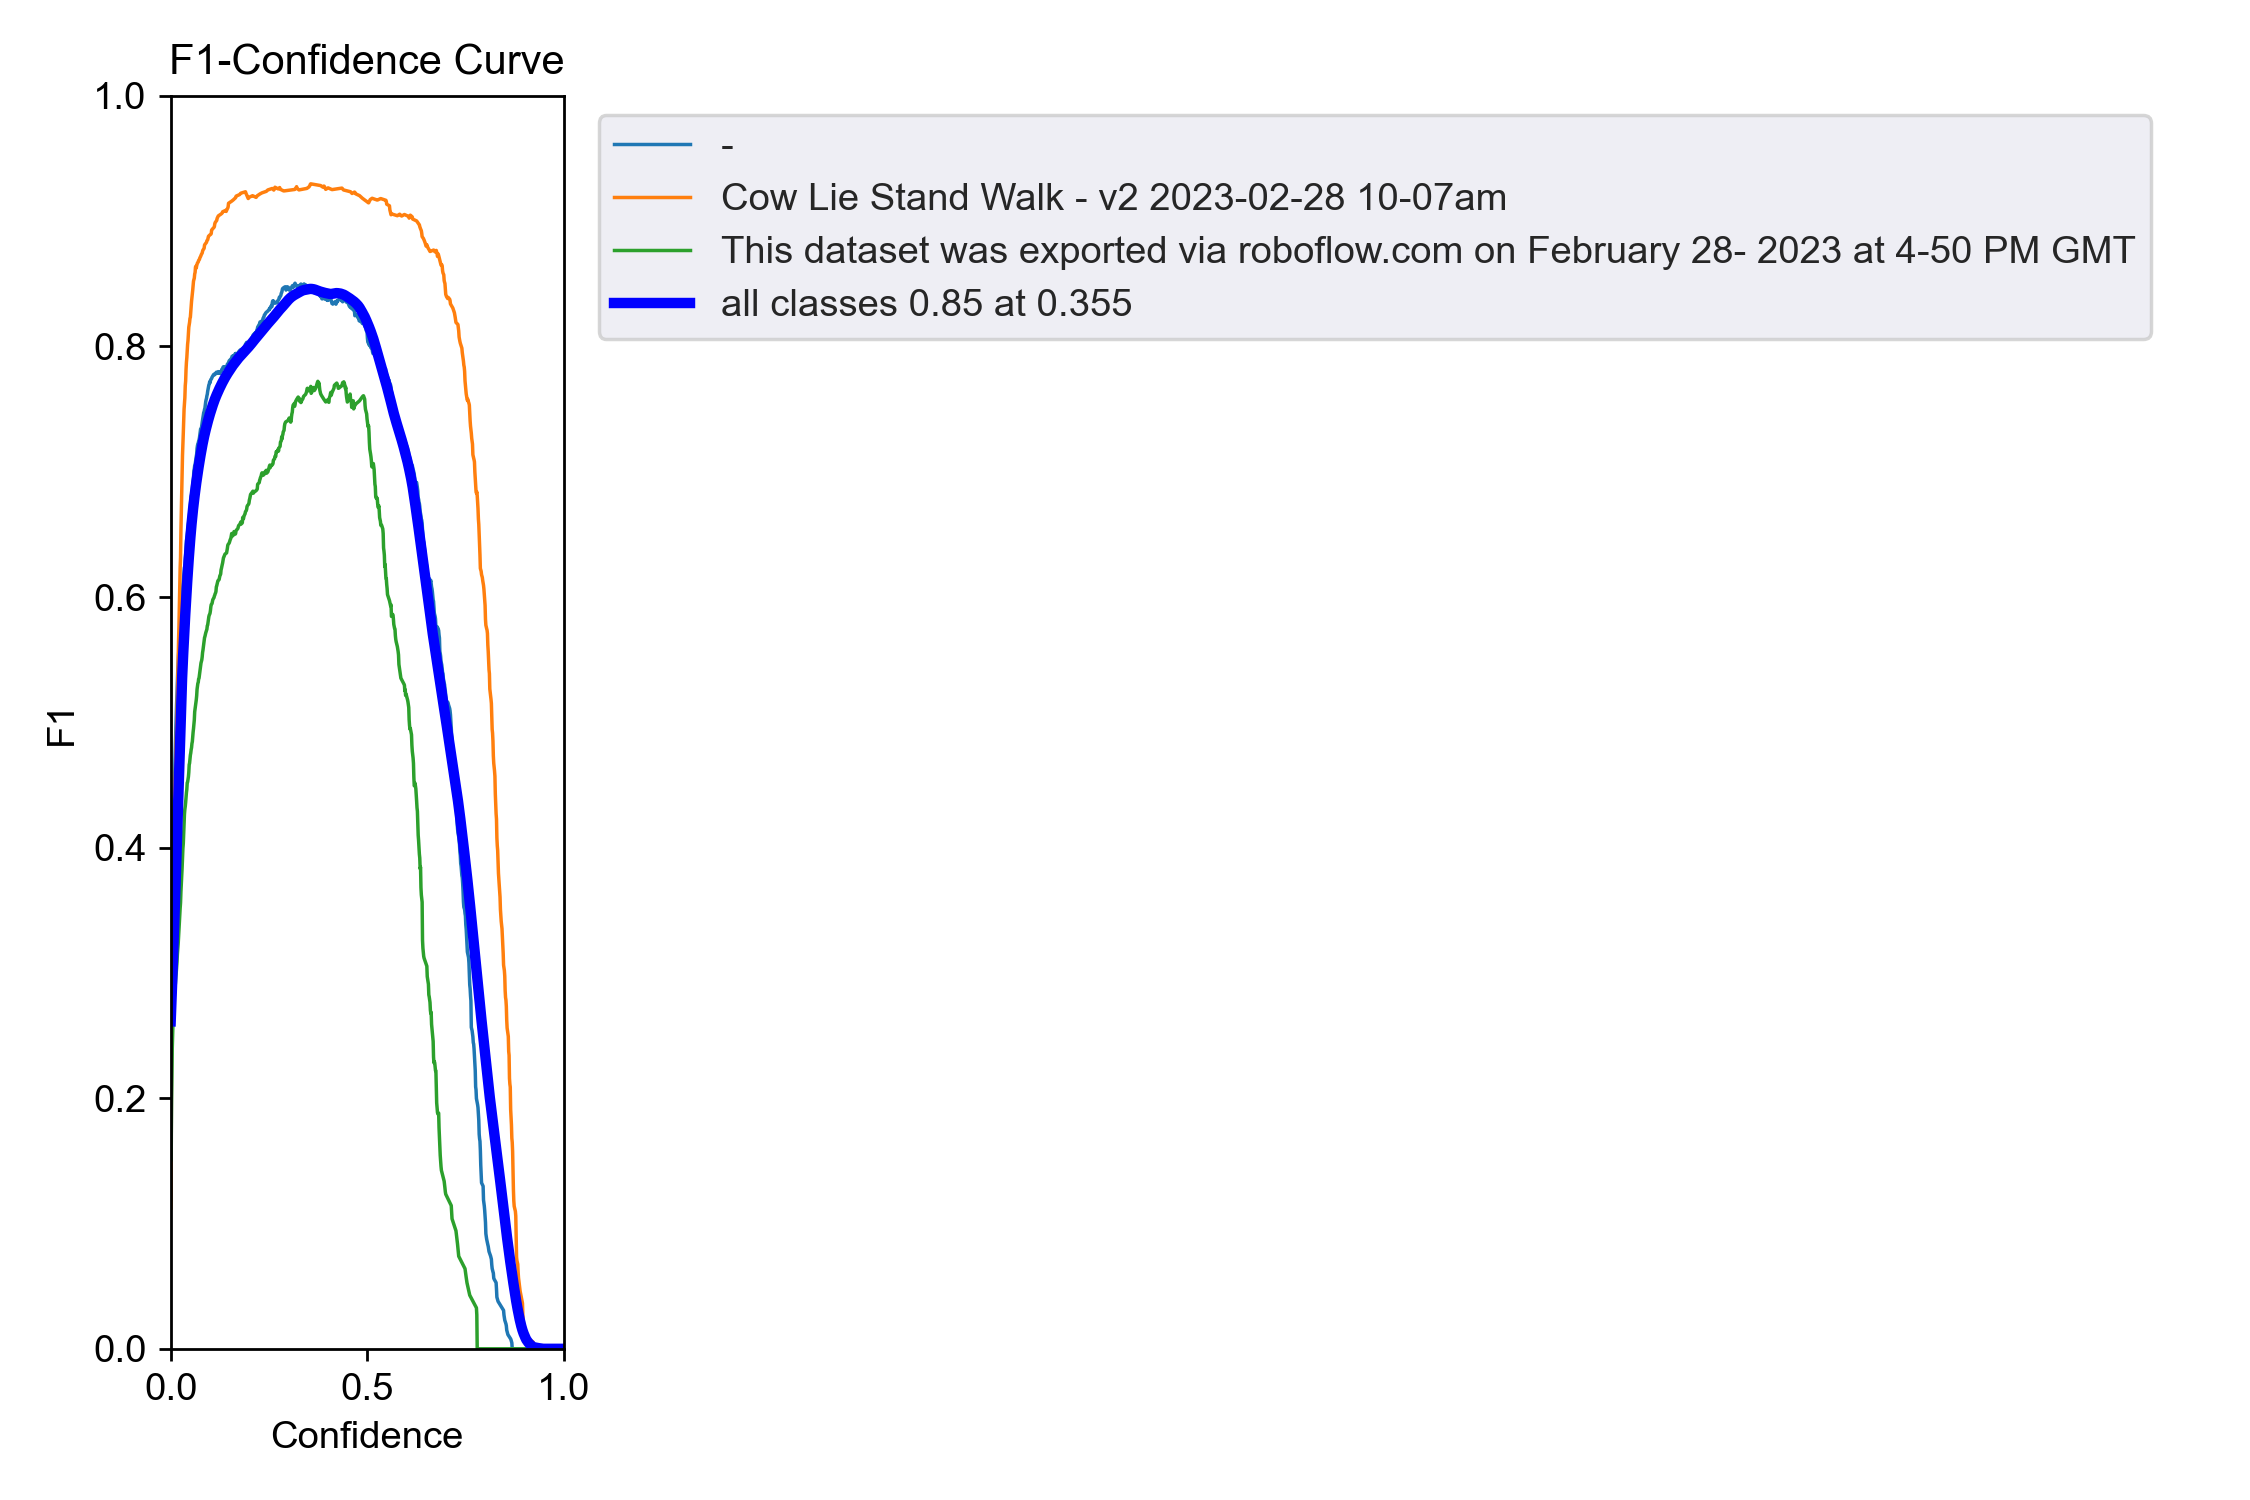 F1-Confidence Curve
1.0
0.8
0.6
0.4
0.2
0.0
F1
0.0 0.5 1.0
Confidence
-
Cow Lie Stand Walk - v2 2023-02-28 10-07am
This dataset was exported via roboflow.com on February 28- 2023 at 4-50 PM GMT
all classes 0.85 at 0.355